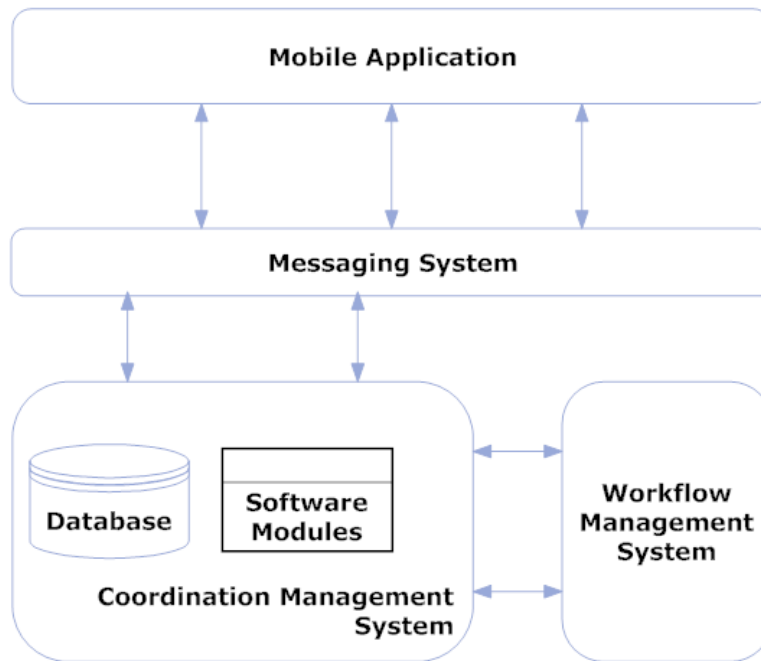 Mobile Application
Messaging System
Database
Software
Modules
Coordination Management
System
Workflow
Management
System